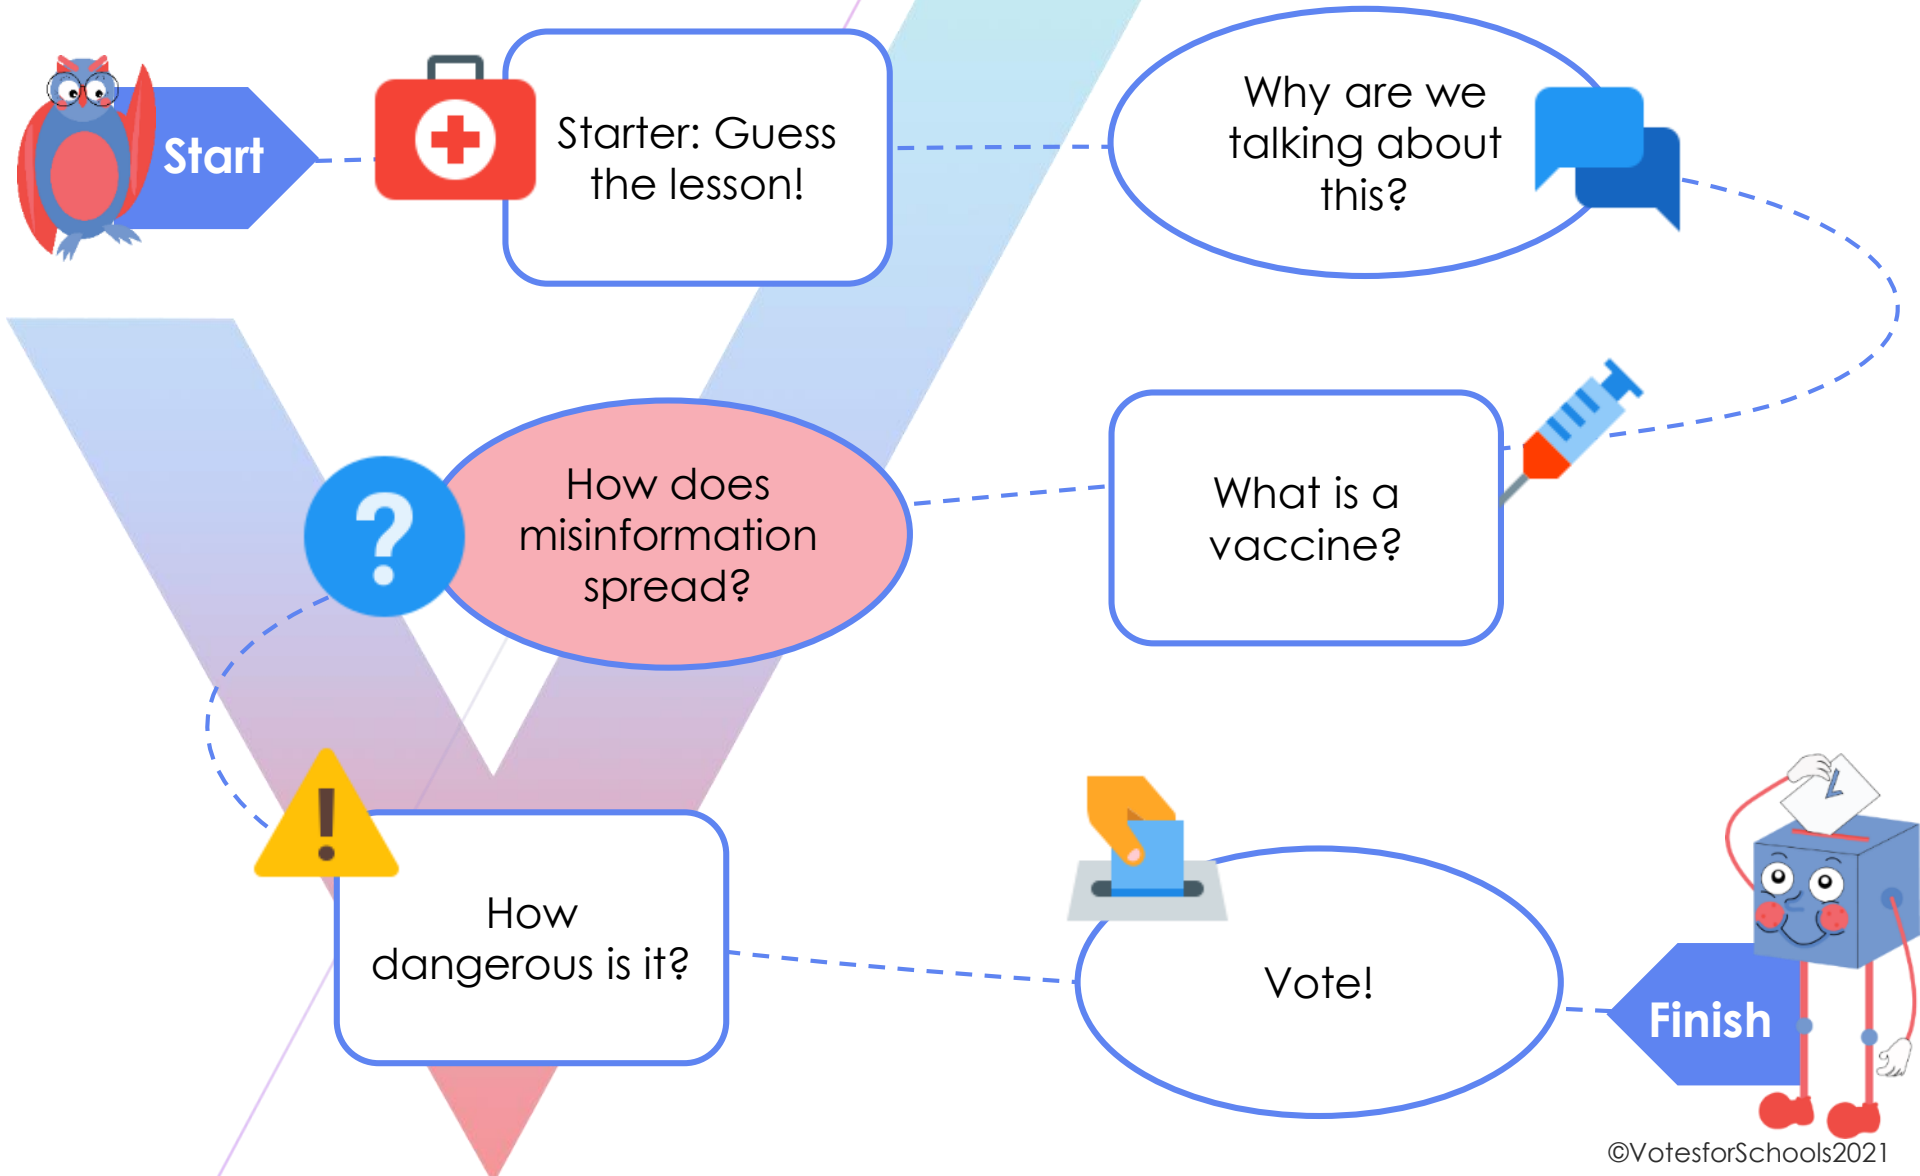 Start
Starter: Guess
the lesson!
Why are we
talking about
this?
What is a
vaccine?
How does
misinformation
spread?
How
dangerous is it?
Vote!
Finish
©VotesforSchools2021